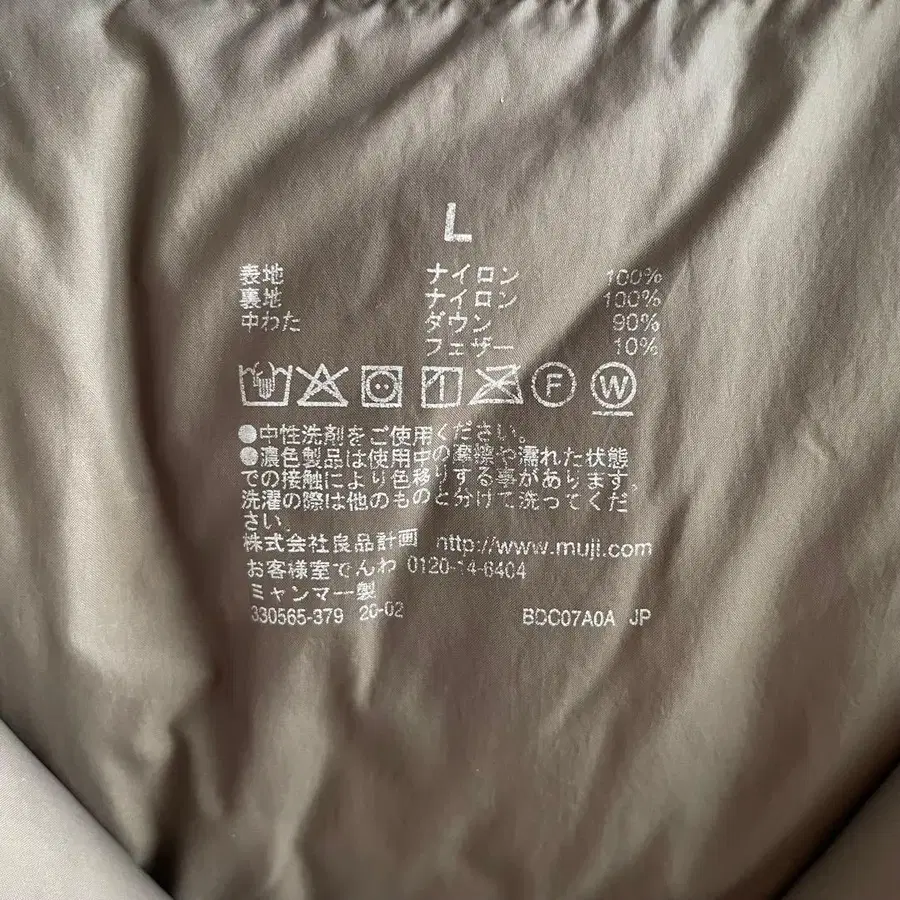 L
表地 ナイロン 100%
裏地 ナイロン 100%
中わた ダウン 90%
フェザー 10%
F W
●中性洗剤をご使用ください。
●濃色製品は使用中の摩擦や濡れた状態
での接触により色移りする事があります。
洗濯の際は他のものと分けて洗ってくだ
さい。
株式会社良品計画 http://www.muji.com
お客様室でんわ 0120-14-6404
ミャンマー製
330565-379 20-02 BDC07A0A JP